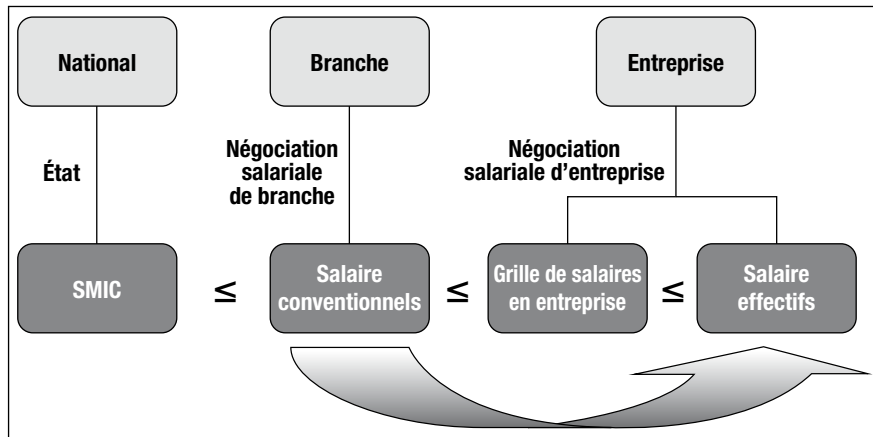 National
Branche
Entreprise
État
Négociation
salariale
de branche
Négociation
salariale d’entreprise
SMIC
≤
Salaire
conventionnels
≤
Grille de salaires
en entreprise
≤
Salaire
effectifs